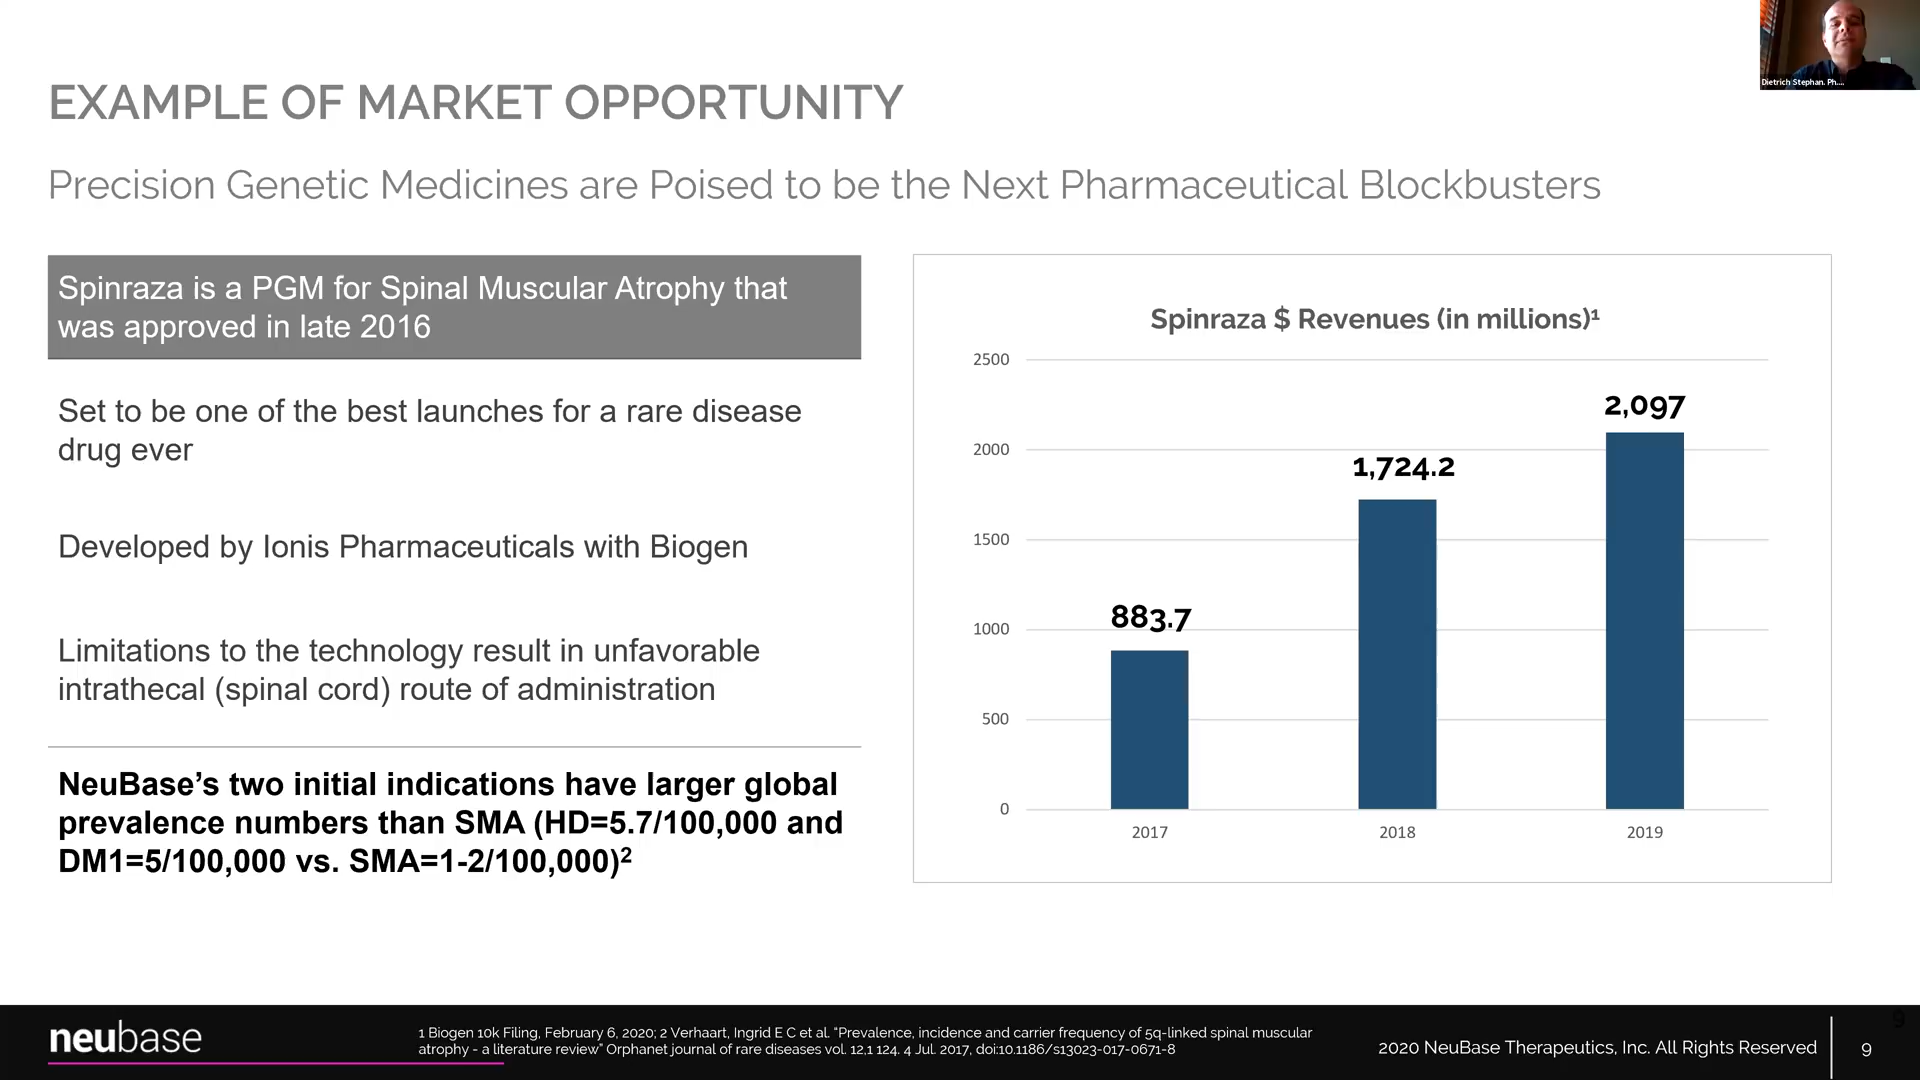 Dietrich Stephan. Ph....
EXAMPLE OF MARKET OPPORTUNITY
Precision Genetic Medicines are Poised to be the Next Pharmaceutical Blockbusters
Spinraza is a PGM for Spinal Muscular Atrophy that
was approved in late 2016
Set to be one of the best launches for a rare disease
drug ever
Developed by Ionis Pharmaceuticals with Biogen
Limitations to the technology result in unfavorable
intrathecal (spinal cord) route of administration
NeuBase’s two initial indications have larger global
prevalence numbers than SMA (HD=5.7/100,000 and
DM1=5/100,000 vs. SMA=1-2/100,000)²
Spinraza $ Revenues (in millions)¹
2500
2000
1500
1000
500
0
883.7
1,724.2
2,097
2017
2018
2019
neubase
1 Biogen 10k Filing, February 6, 2020; 2 Verhaart, Ingrid E C et al. “Prevalence, incidence and carrier frequency of 5q-linked spinal muscular
atrophy - a literature review” Orphanet journal of rare diseases vol. 12,1 124. 4 Jul. 2017, doi:10.1186/s13023-017-0671-8
2020 NeuBase Therapeutics, Inc. All Rights Reserved
9
9